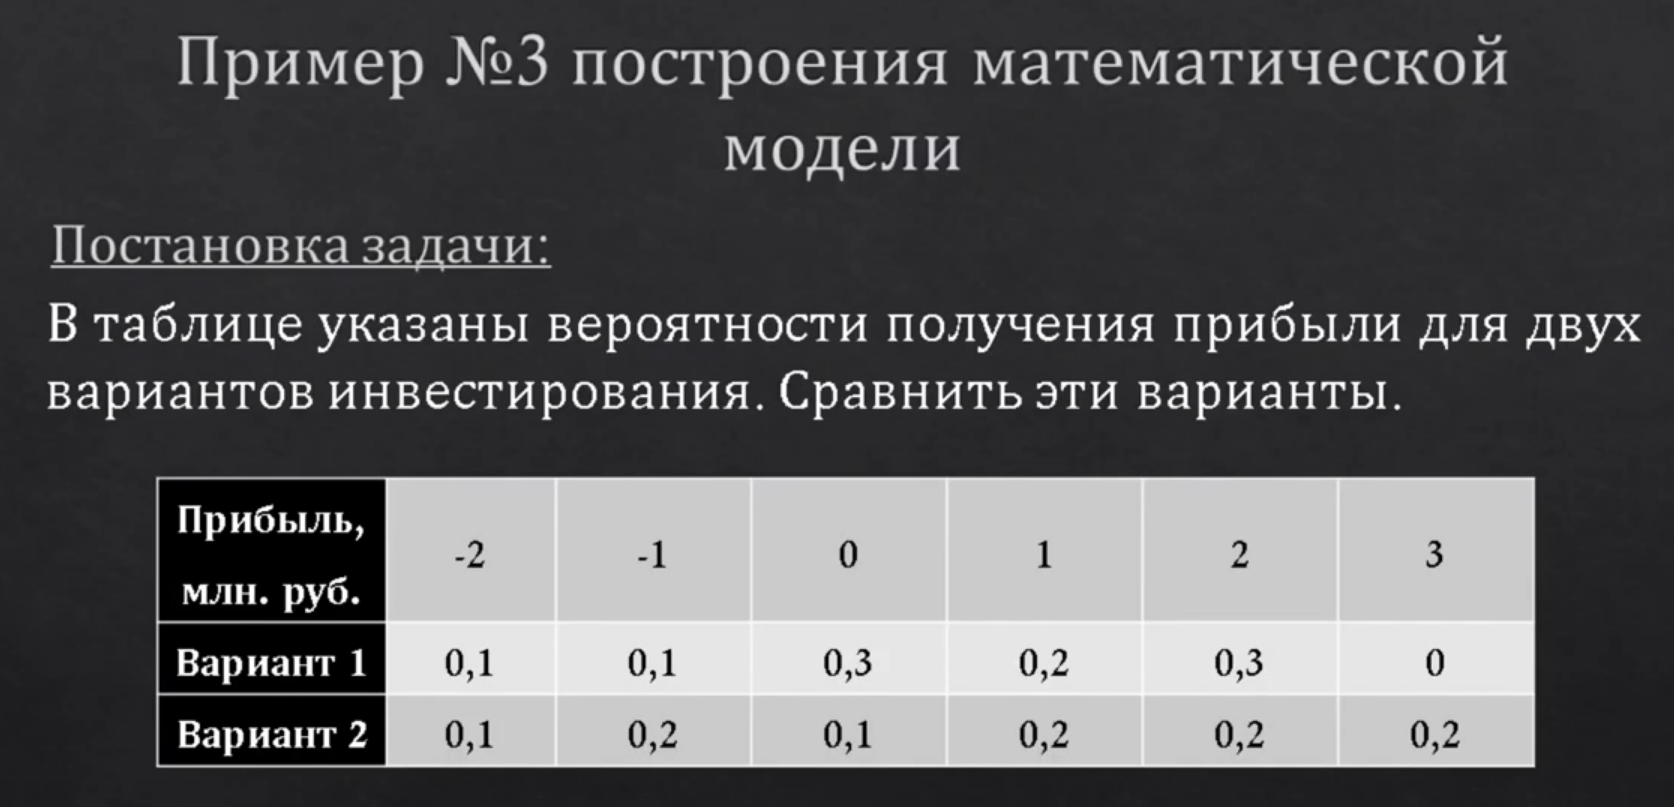 Пример №3 построения математической
модели
Постановка задачи:
В таблице указаны вероятности получения прибыли для двух
вариантов инвестирования. Сравнить эти варианты.
Прибыль,
млн. руб.
-2 -1 0 1 2 3
Вариант 1 0,1 0,1 0,3 0,2 0,3 0
Вариант 2 0,1 0,2 0,1 0,2 0,2 0,2